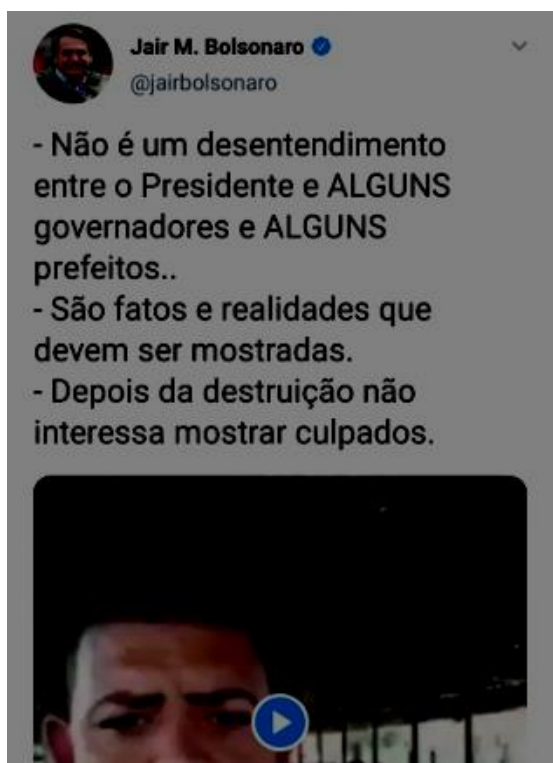 Jair M. Bolsonaro
@jairbolsonaro
- Não é um desentendimento
entre o Presidente e ALGUNS
governadores e ALGUNS
prefeitos..
- São fatos e realidades que
devem ser mostradas.
- Depois da destruição não
interessa mostrar culpados.